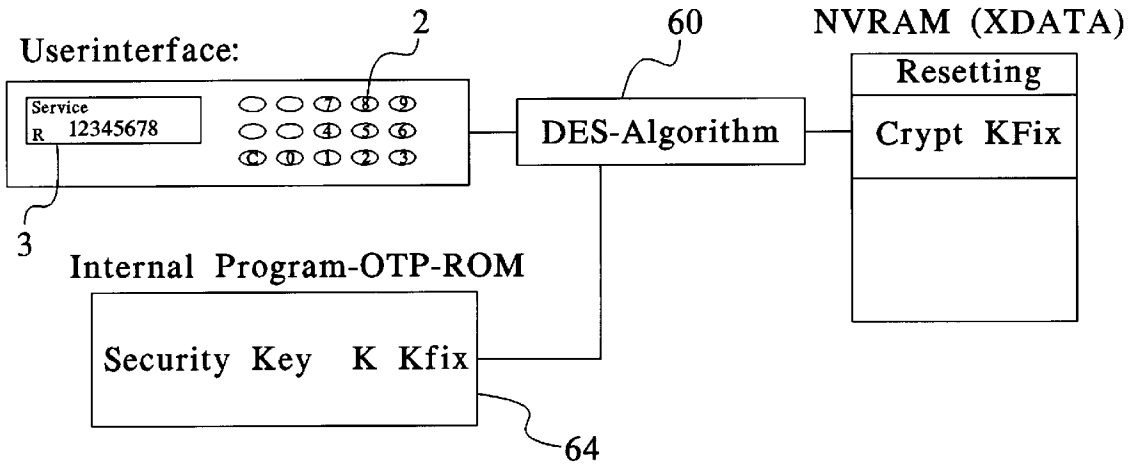 2
60
NVRAM (XDATA)
Userinterface:
Resetting
Service
R 12345678
7 8 9
4 5 6
C 0 1 2 3
DES-Algorithm
Crypt KFix
3
Internal Program-OTP-ROM
Security Key K Kfix
64